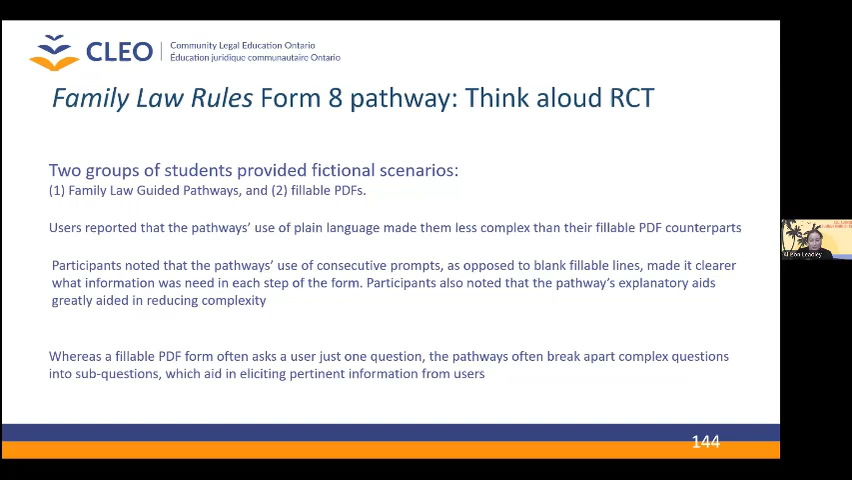 CLEO
Community Legal Education Ontario
Éducation juridique communautaire Ontario
Family Law Rules Form 8 pathway: Think aloud RCT
Two groups of students provided fictional scenarios:
(1) Family Law Guided Pathways, and (2) fillable PDFs.
Users reported that the pathways' use of plain language made them less complex than their fillable PDF counterparts
Participants noted that the pathways' use of consecutive prompts, as opposed to blank fillable lines, made it clearer
what information was need in each step of the form. Participants also noted that the pathway's explanatory aids
greatly aided in reducing complexity
Whereas a fillable PDF form often asks a user just one question, the pathways often break apart complex questions
into sub-questions, which aid in eliciting pertinent information from users
144